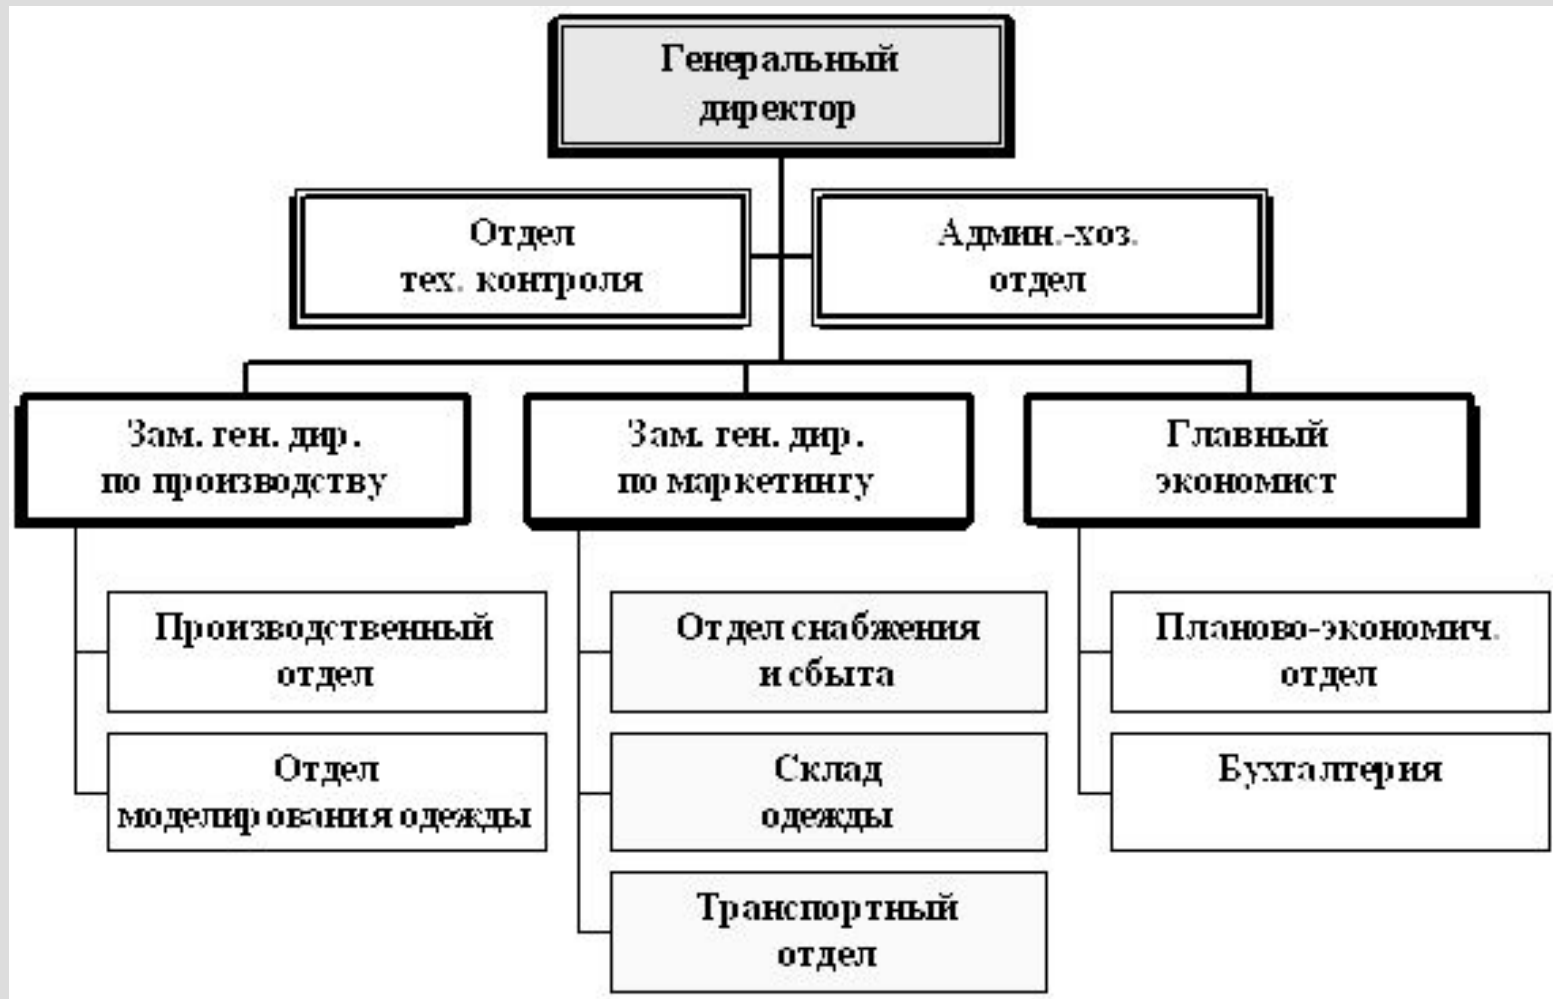 Генеральный
директор
Отдел
тех. контроля
Админ.-хоз.
отдел
Зам. ген. дир.
по производству
Зам. ген. дир.
по маркетингу
Главный
экономист
Производственный
отдел
Отдел
моделирования одежды
Отдел снабжения
и сбыта
Склад
одежды
Транспортный
отдел
Планово-экономич.
отдел
Бухгалтерия